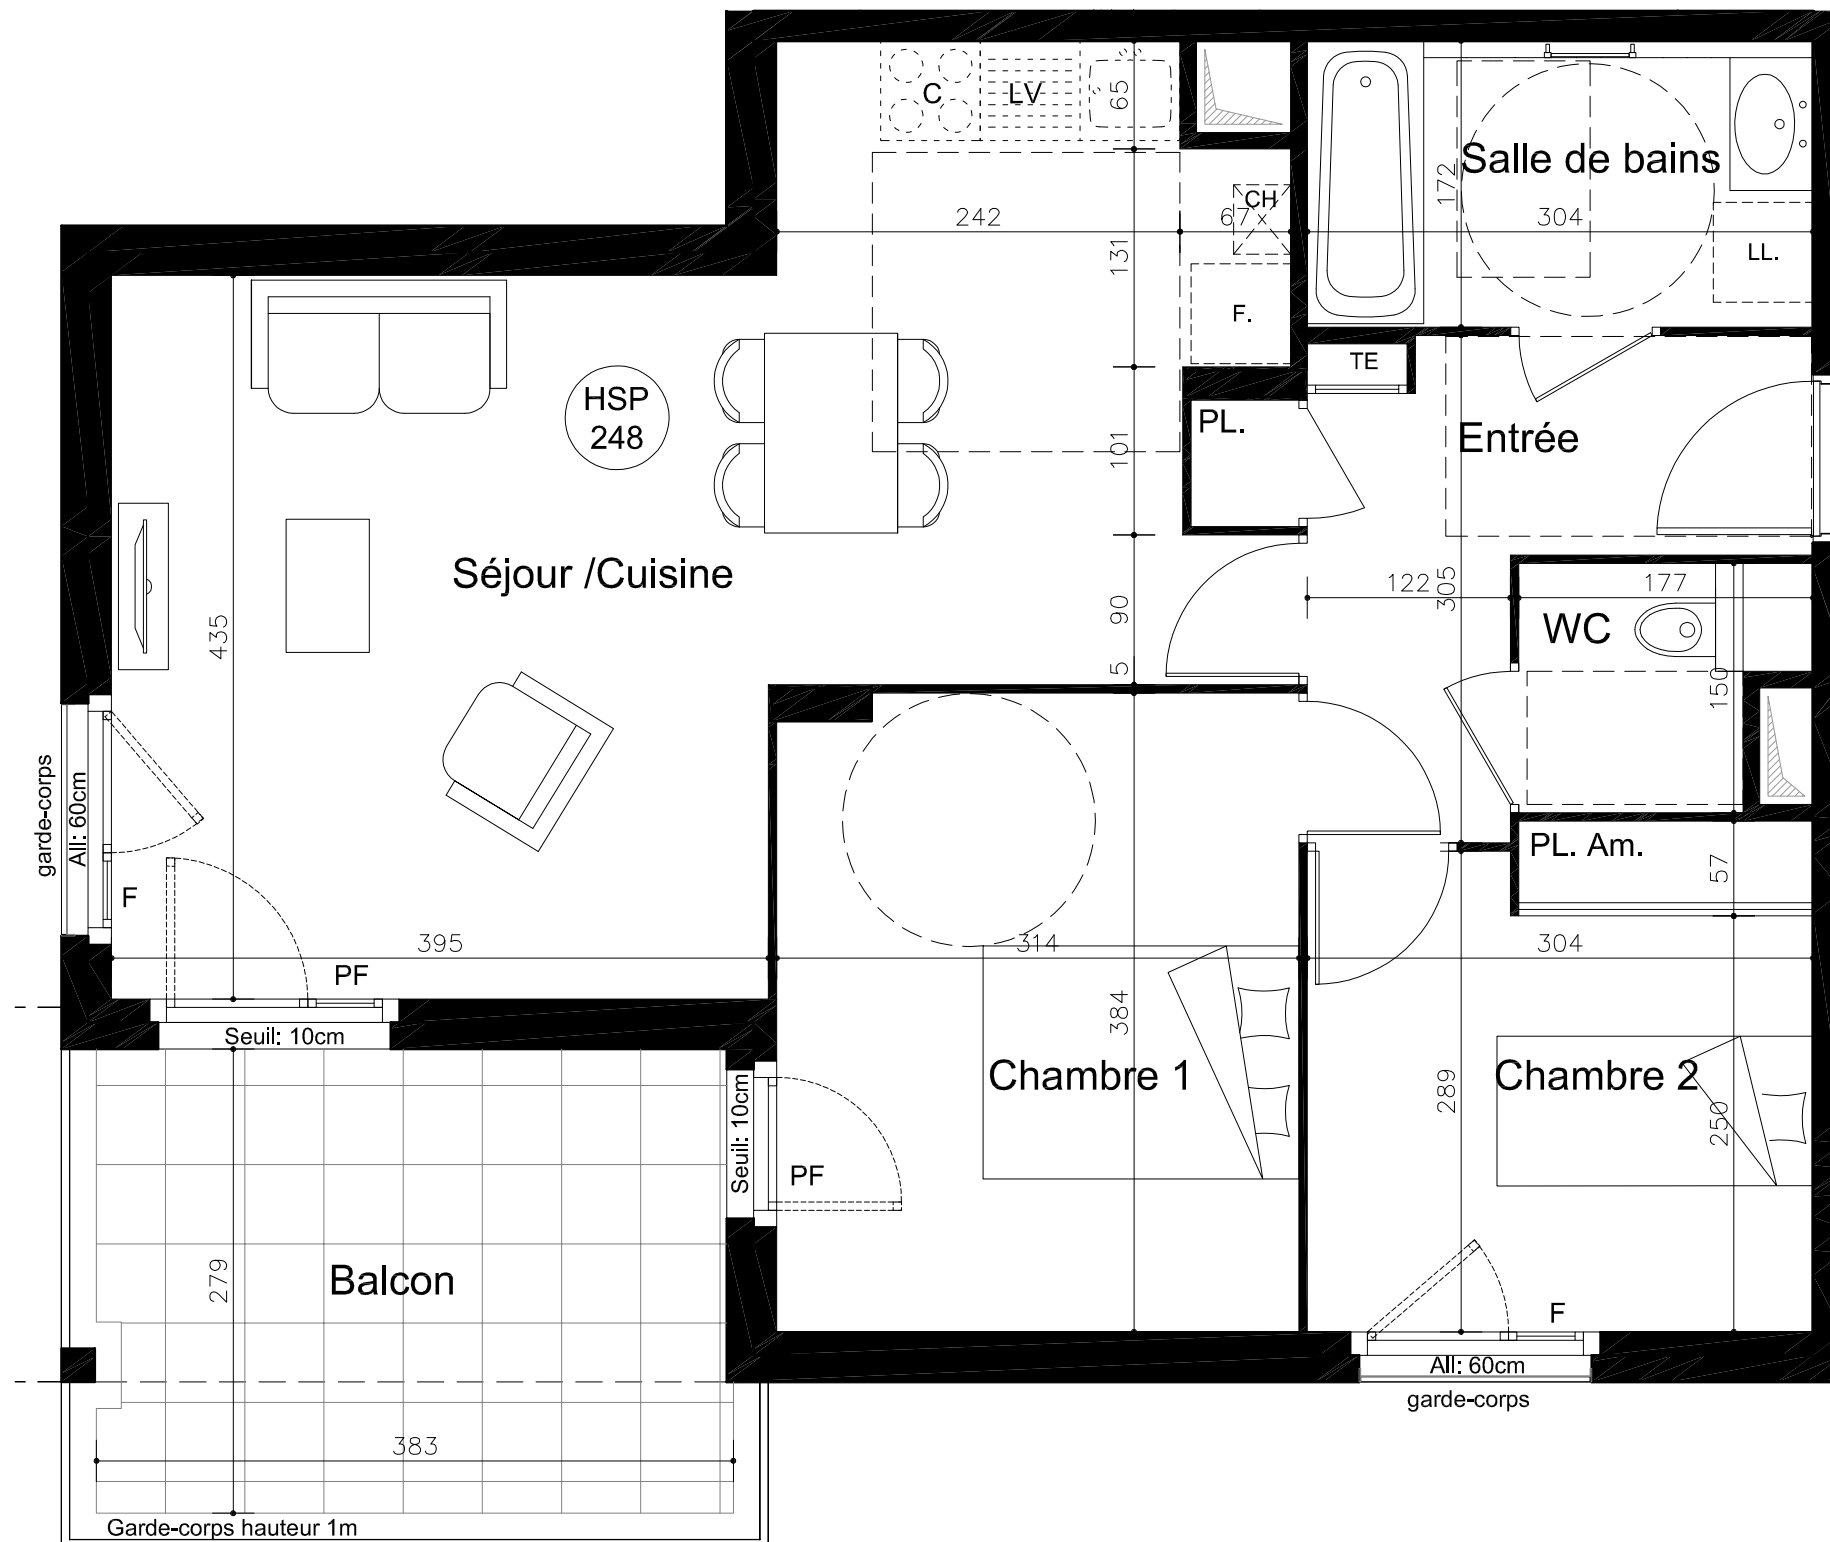 C
LV
65
Salle de bains
172
CH
242
67
304
131
LL.
F.
TE
HSP
248
PL.
Entrée
101
Séjour /Cuisine
435
90
122
305
177
WC
5
150
garde-corps
All: 60cm
F
PL. Am.
57
395
314
304
PF
384
Seuil: 10cm
Chambre 1
Chambre 2
289
250
Seuil: 10cm
PF
279
Balcon
F
All: 60cm
garde-corps
383
Garde-corps hauteur 1m